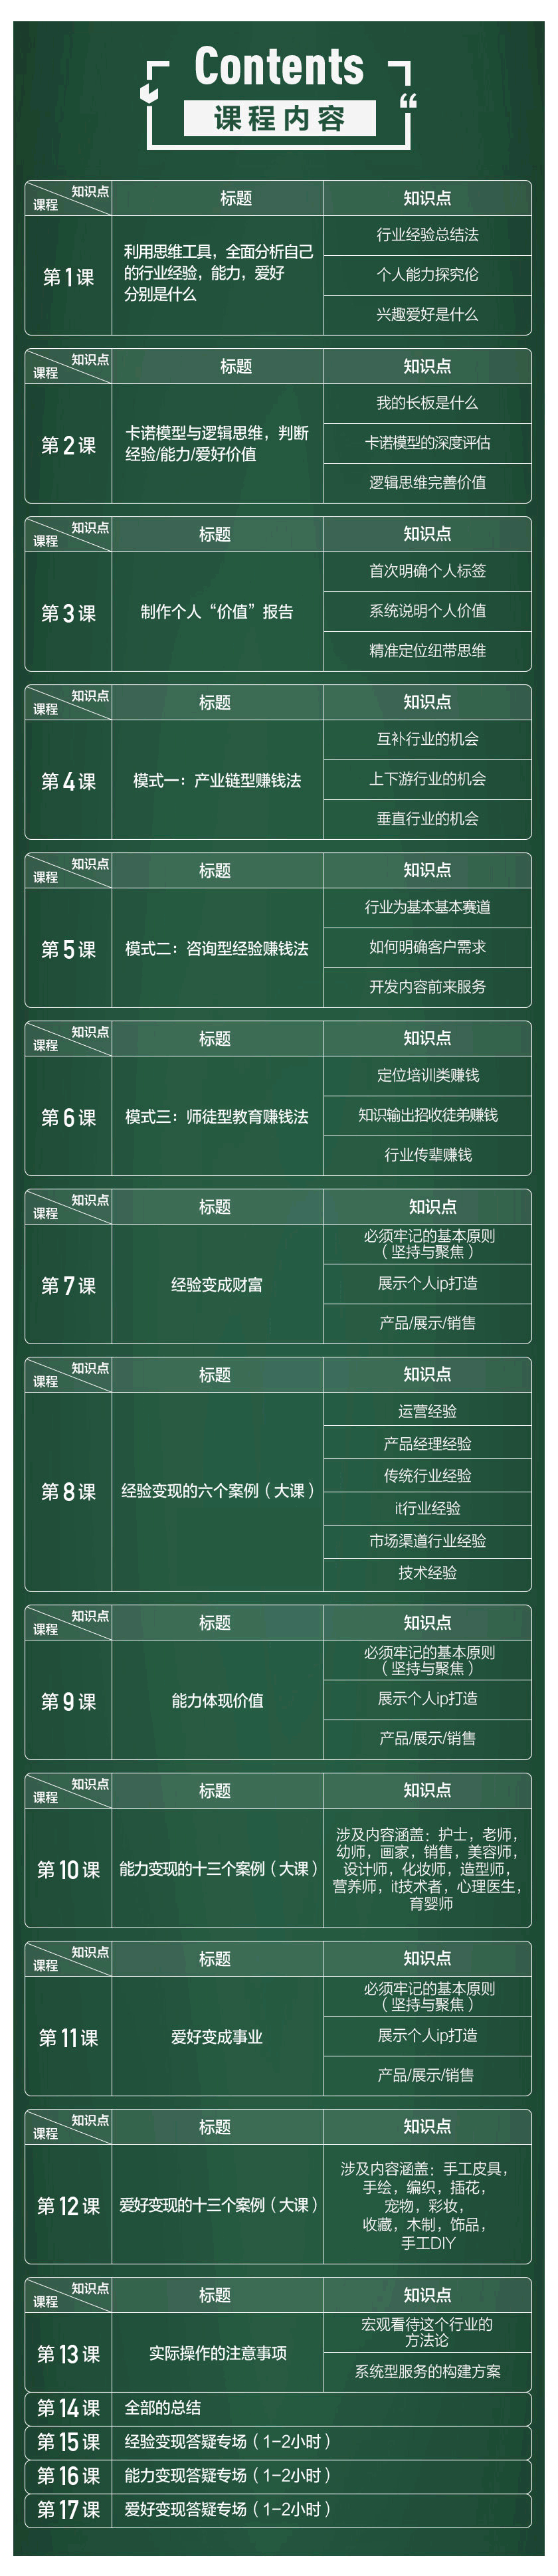 Contents
课程内容
知识点
课程
标题
知识点
第1课
利用思维工具，全面分析自己
的行业经验，能力，爱好
分别是什么
行业经验总结法
个人能力探究伦
兴趣爱好是什么
知识点
课程
标题
知识点
第2课
卡诺模型与逻辑思维，判断
经验/能力/爱好价值
我的长板是什么
卡诺模型的深度评估
逻辑思维完善价值
知识点
课程
标题
知识点
第3课
制作个人“价值”报告
首次明确个人标签
系统说明个人价值
精准定位纽带思维
知识点
课程
标题
知识点
第4课
模式一：产业链型赚钱法
互补行业的机会
上下游行业的机会
垂直行业的机会
知识点
课程
标题
知识点
第5课
模式二：咨询型经验赚钱法
行业为基本基本赛道
如何明确客户需求
开发内容前来服务
知识点
课程
标题
知识点
第6课
模式三：师徒型教育赚钱法
定位培训类赚钱
知识输出招收徒弟赚钱
行业传辈赚钱
知识点
课程
标题
知识点
第7课
经验变成财富
必须牢记的基本原则
（坚持与聚焦）
展示个人ip打造
产品/展示/销售
知识点
课程
标题
知识点
第8课
经验变现的六个案例（大课）
运营经验
产品经理经验
传统行业经验
it行业经验
市场渠道行业经验
技术经验
知识点
课程
标题
知识点
第9课
能力体现价值
必须牢记的基本原则
（坚持与聚焦）
展示个人ip打造
产品/展示/销售
知识点
课程
标题
知识点
第10课
能力变现的十三个案例（大课）
涉及内容涵盖：护士，老师，
幼师，画家，销售，美容师，
设计师，化妆师，造型师，
营养师，it技术者，心理医生，
育婴师
知识点
课程
标题
知识点
第11课
爱好变成事业
必须牢记的基本原则
（坚持与聚焦）
展示个人ip打造
产品/展示/销售
知识点
课程
标题
知识点
第12课
爱好变现的十三个案例（大课）
涉及内容涵盖：手工皮具，
手绘，编织，插花，
宠物，彩妆，
收藏，木制，饰品，
手工DIY
知识点
课程
标题
知识点
第13课
实际操作的注意事项
宏观看待这个行业的
方法论
系统型服务的构建方案
第14课
全部的总结
第15课
经验变现答疑专场（1-2小时）
第16课
能力变现答疑专场（1-2小时）
第17课
爱好变现答疑专场（1-2小时）